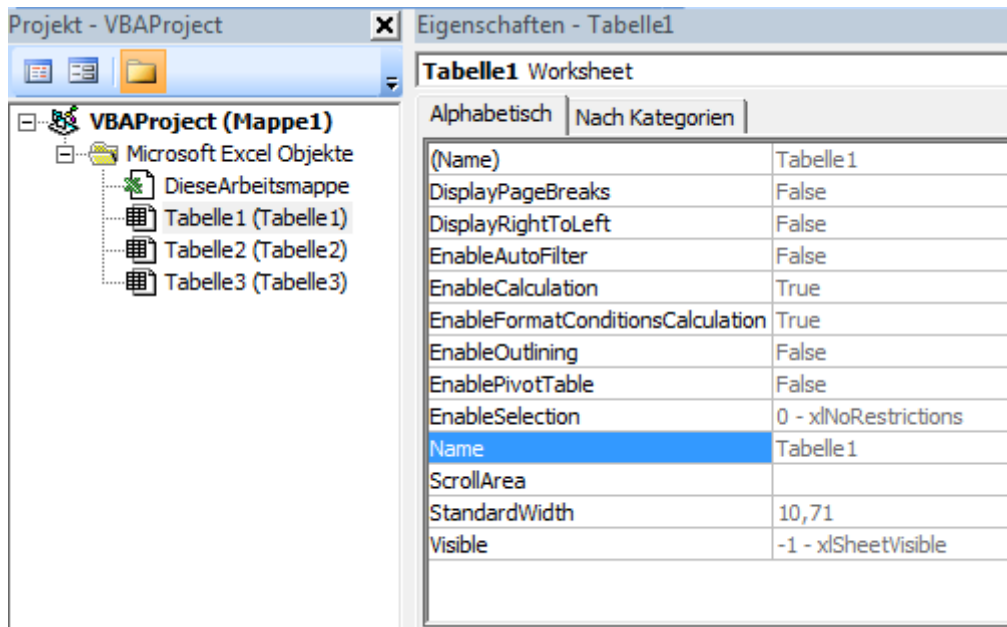 Projekt - VBAProject
VBAProject (Mappe1)
Microsoft Excel Objekte
DieseArbeitsmappe
Tabelle1 (Tabelle1)
Tabelle2 (Tabelle2)
Tabelle3 (Tabelle3)
Eigenschaften - Tabelle1
Tabelle1 Worksheet
Alphabetisch Nach Kategorien
(Name) Tabelle1
DisplayPageBreaks False
DisplayRightToLeft False
EnableAutoFilter False
EnableCalculation True
EnableFormatConditionsCalculation True
EnableOutlining False
EnablePivotTable False
EnableSelection 0 - xlNoRestrictions
Name Tabelle1
ScrollArea
StandardWidth 10,71
Visible -1 - xlSheetVisible